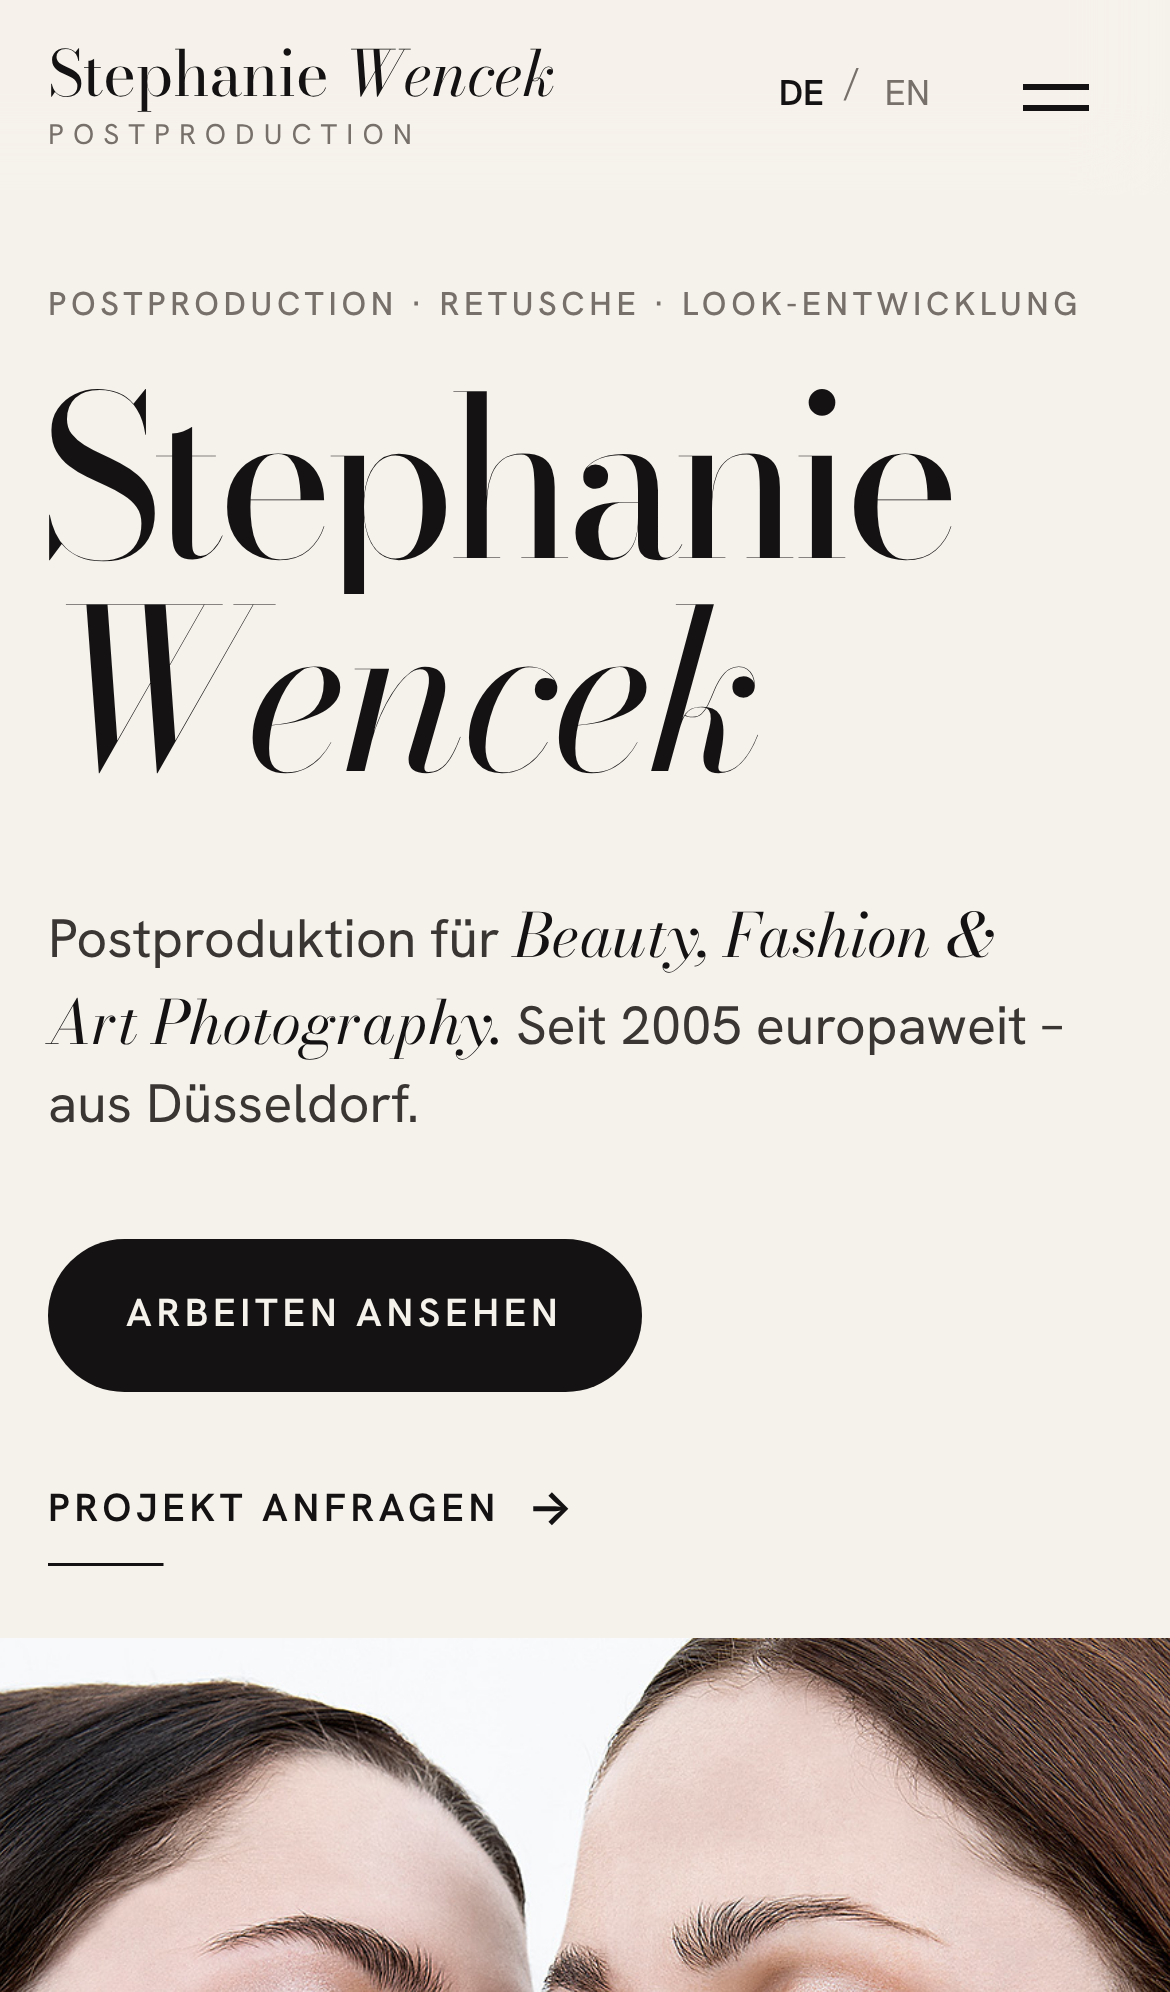 Stephanie Wencek
POSTPRODUCTION
DE / EN
POSTPRODUCTION · RETUSCHE · LOOK-ENTWICKLUNG
Stephanie
Wencek
Postproduktion für Beauty, Fashion &
Art Photography. Seit 2005 europaweit –
aus Düsseldorf.
ARBEITEN ANSEHEN
PROJEKT ANFRAGEN →